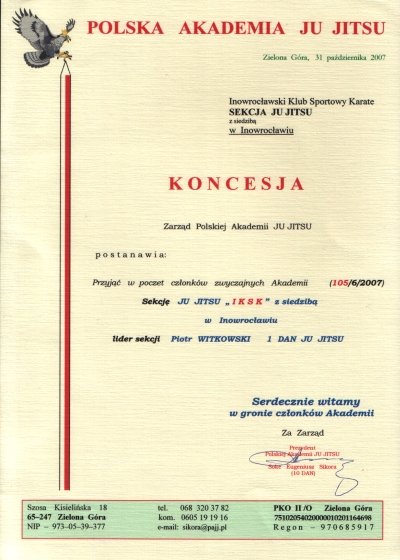 POLSKA AKADEMIA JU JITSU
Zielona Góra, 31 października 2007
Inowrocławski Klub Sportowy Karate
SEKCJA JU JITSU
z siedzibą
w Inowrocławiu
KONCESJA
Zarząd Polskiej Akademii JU JITSU
postanawia:
Przyjąć w poczet członków zwyczajnych Akademii (105/6/2007)
Sekcję JU JITSU „IKSK” z siedzibą
w Inowrocławiu
lider sekcji Piotr WITKOWSKI 1 DAN JU JITSU
Serdecznie witamy
w gronie członków Akademii
Za Zarząd
Prezydent
Polskiej Akademii JU JITSU
Soke Eugeniusz Sikora
(10 DAN)
Szosa Kisielińska 18 tel. 068 320 37 82 PKO II /O Zielona Góra
65–247 Zielona Góra kom. 0605 19 19 16 75102054020000010201164698
NIP – 973–05–39–377 e-mail: sikora@pajj.pl Regon – 970685917